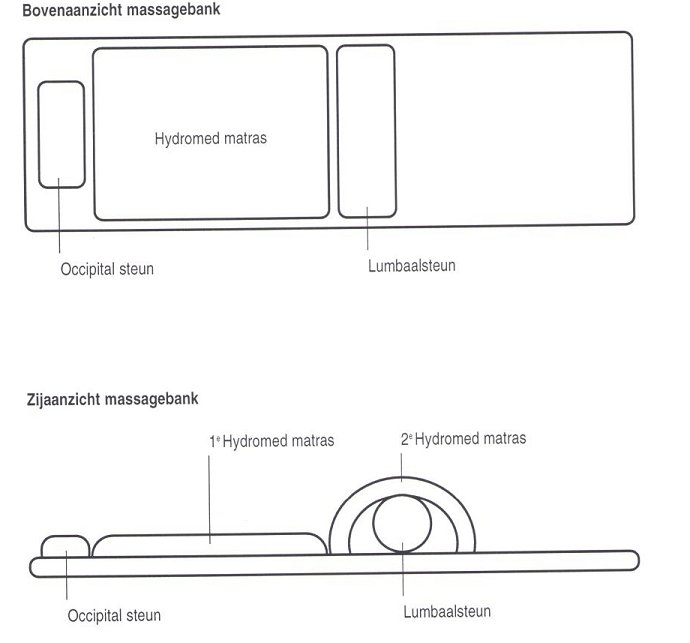 Bovenaanzicht massagebank
Hydromed matras
Occipital steun
Lumbaalsteun
Zijaanzicht massagebank
1ᵉ Hydromed matras
2ᵉ Hydromed matras
Occipital steun
Lumbaalsteun